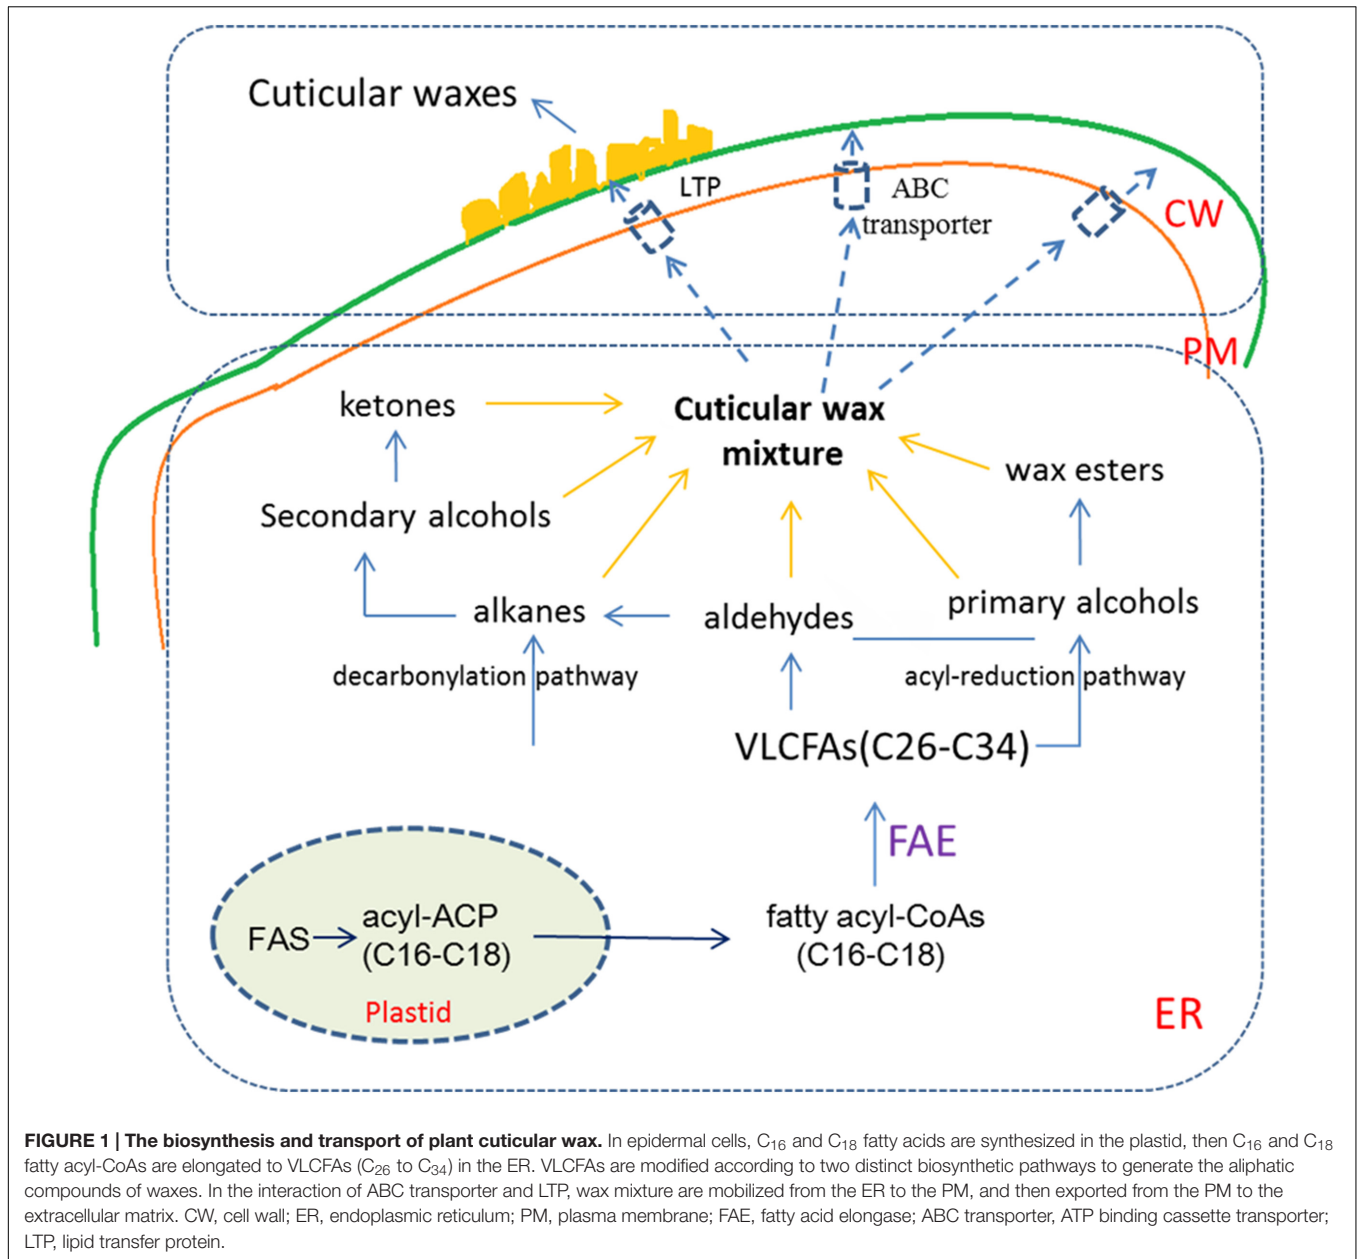 Cuticular waxes
LTP
ABC
transporter
CW
PM
ketones
Cuticular wax
mixture
wax esters
Secondary alcohols
alkanes
aldehydes
primary alcohols
decarbonylation pathway
acyl-reduction pathway
VLCFAs(C26-C34)
FAE
FAS
acyl-ACP
(C16-C18)
fatty acyl-CoAs
(C16-C18)
Plastid
ER
FIGURE 1 | The biosynthesis and transport of plant cuticular wax. In epidermal cells, C16 and C18 fatty acids are synthesized in the plastid, then C16 and C18
fatty acyl-CoAs are elongated to VLCFAs (C26 to C34) in the ER. VLCFAs are modified according to two distinct biosynthetic pathways to generate the aliphatic
compounds of waxes. In the interaction of ABC transporter and LTP, wax mixture are mobilized from the ER to the PM, and then exported from the PM to the
extracellular matrix. CW, cell wall; ER, endoplasmic reticulum; PM, plasma membrane; FAE, fatty acid elongase; ABC transporter, ATP binding cassette transporter;
LTP, lipid transfer protein.